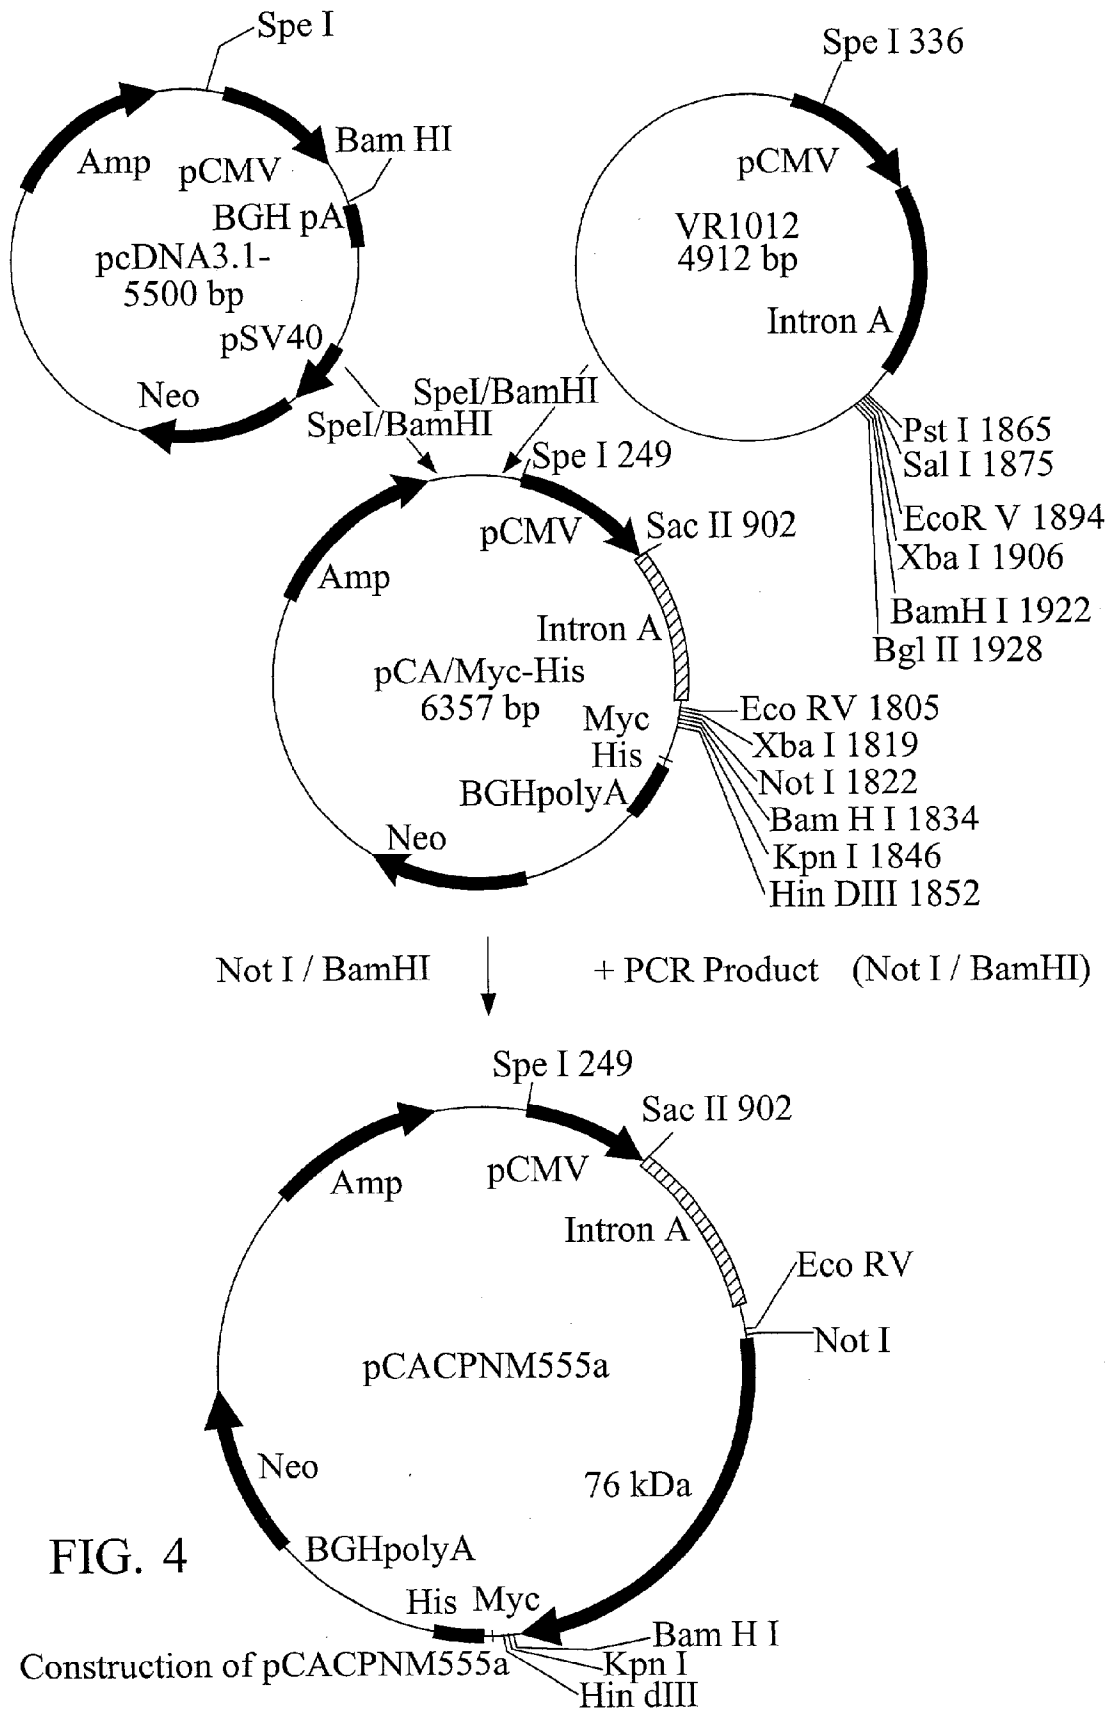 Spe I
Amp
pCMV
Bam HI
BGH pA
pcDNA3.1-
5500 bp
pSV40
Neo
SpeI/BamHI
Spe I 336
pCMV
VR1012
4912 bp
Intron A
SpeI/BamHI
Pst I 1865
Sal I 1875
EcoR V 1894
Xba I 1906
BamH I 1922
Bgl II 1928
Spe I 249
pCMV
Sac II 902
Amp
Intron A
pCA/Myc-His
6357 bp
Myc
His
BGHpolyA
Neo
Eco RV 1805
Xba I 1819
Not I 1822
Bam H I 1834
Kpn I 1846
Hin DIII 1852
Not I / BamHI
+ PCR Product (Not I / BamHI)
Spe I 249
Sac II 902
Amp
pCMV
Intron A
Eco RV
Not I
pCACPNM555a
Neo
76 kDa
BGHpolyA
His Myc
Bam H I
Kpn I
Hin dIII
FIG. 4
Construction of pCACPNM555a